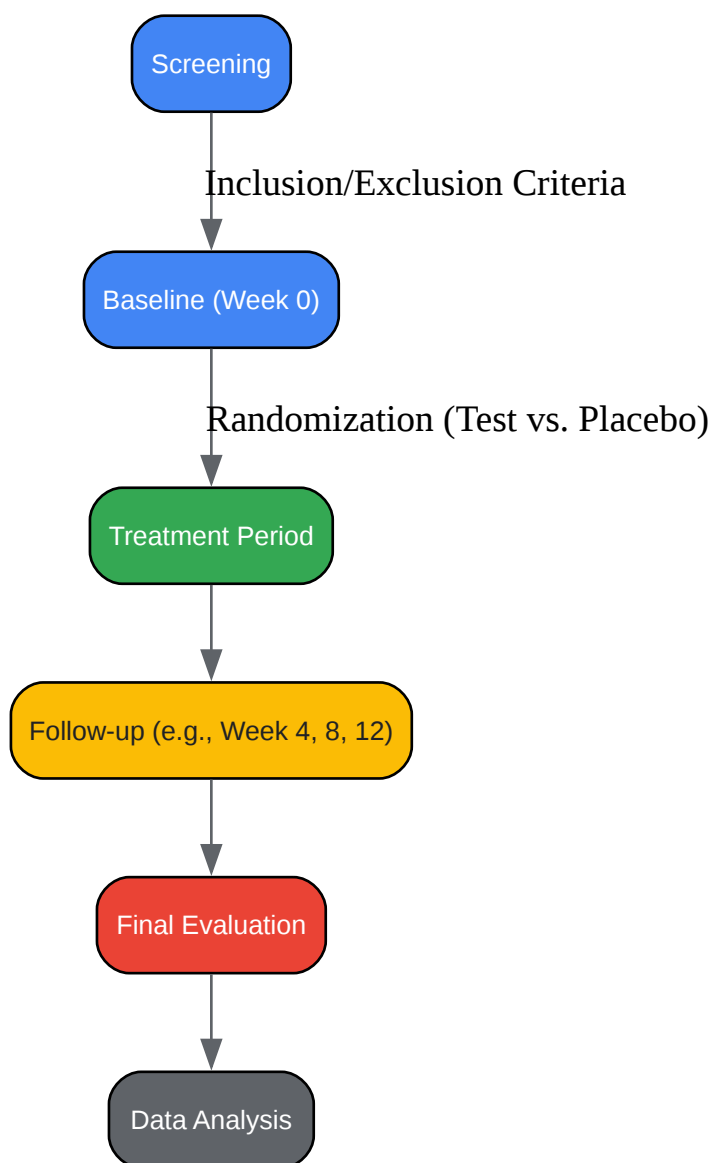 Screening
Inclusion/Exclusion Criteria
Baseline (Week 0)
Randomization (Test vs. Placebo)
Treatment Period
Follow-up (e.g., Week 4, 8, 12)
Final Evaluation
Data Analysis